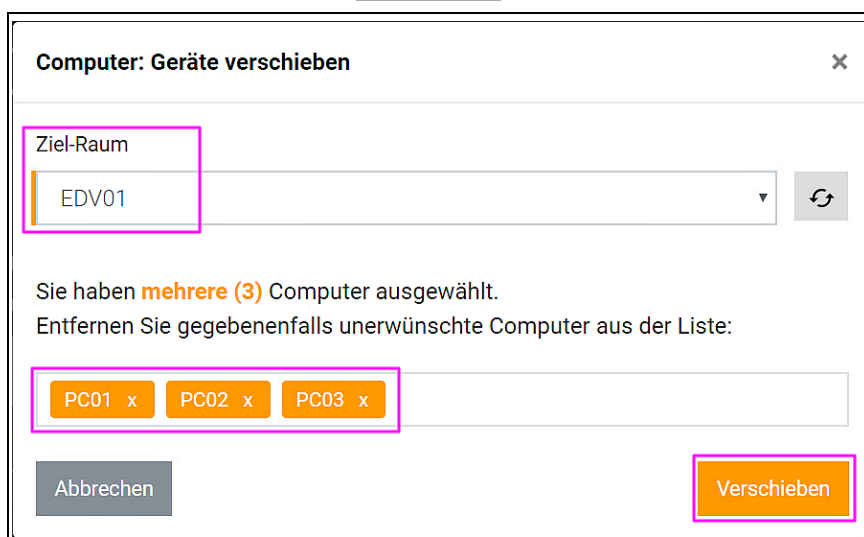 Computer: Geräte verschieben ×
Ziel-Raum
EDV01
Sie haben mehrere (3) Computer ausgewählt.
Entfernen Sie gegebenenfalls unerwünschte Computer aus der Liste:
PC01 x PC02 x PC03 x
Abbrechen Verschieben